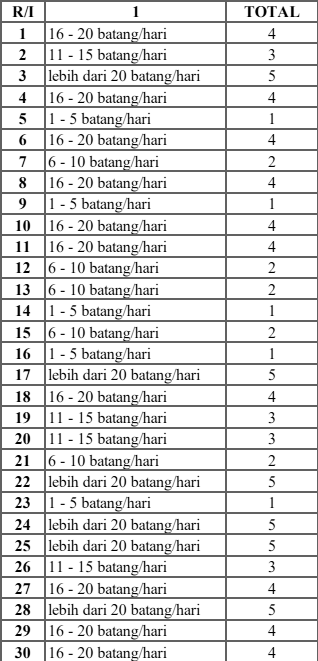 R/I 1 TOTAL
1 16 - 20 batang/hari 4
2 11 - 15 batang/hari 3
3 lebih dari 20 batang/hari 5
4 16 - 20 batang/hari 4
5 1 - 5 batang/hari 1
6 16 - 20 batang/hari 4
7 6 - 10 batang/hari 2
8 16 - 20 batang/hari 4
9 1 - 5 batang/hari 1
10 16 - 20 batang/hari 4
11 16 - 20 batang/hari 4
12 6 - 10 batang/hari 2
13 6 - 10 batang/hari 2
14 1 - 5 batang/hari 1
15 6 - 10 batang/hari 2
16 1 - 5 batang/hari 1
17 lebih dari 20 batang/hari 5
18 16 - 20 batang/hari 4
19 11 - 15 batang/hari 3
20 11 - 15 batang/hari 3
21 6 - 10 batang/hari 2
22 lebih dari 20 batang/hari 5
23 1 - 5 batang/hari 1
24 lebih dari 20 batang/hari 5
25 lebih dari 20 batang/hari 5
26 11 - 15 batang/hari 3
27 16 - 20 batang/hari 4
28 lebih dari 20 batang/hari 5
29 16 - 20 batang/hari 4
30 16 - 20 batang/hari 4